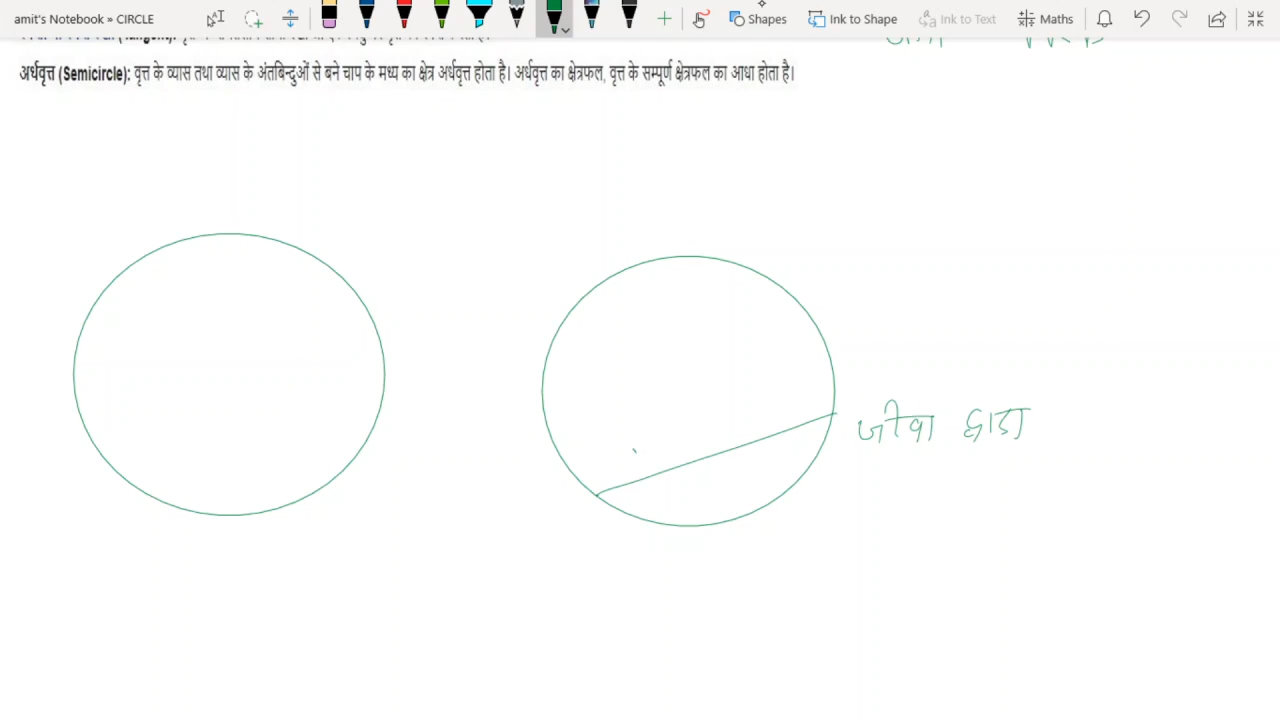 amit's Notebook » CIRCLE Shapes Ink to Shape Ink to Text Maths
अर्धवृत्त (Semicircle): वृत्त के व्यास तथा व्यास के अंतबिन्दुओं से बने चाप के मध्य का क्षेत्र अर्धवृत्त होता है। अर्धवृत्त का क्षेत्रफल, वृत्त के सम्पूर्ण क्षेत्रफल का आधा होता है।
जीवा द्वारा